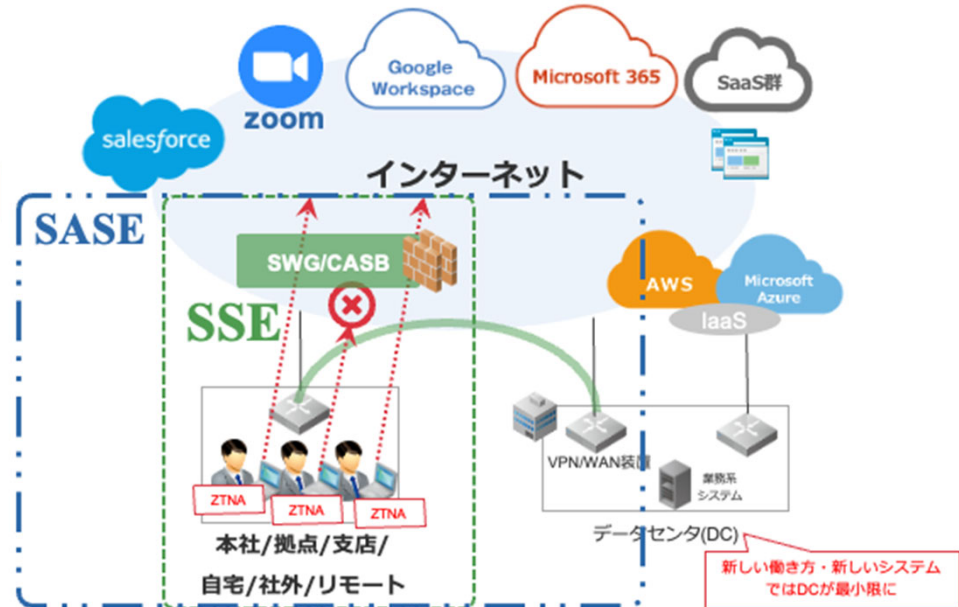 zoom
Google
Workspace
Microsoft 365
SaaS群
salesforce
インターネット
SASE
SWG/CASB
SSE
AWS
Microsoft
Azure
IaaS
VPN/WAN装置
業務系
システム
ZTNA
ZTNA
ZTNA
本社/拠点/支店/
自宅/社外/リモート
データセンタ(DC)
新しい働き方・新しいシステム
ではDCが最小限に